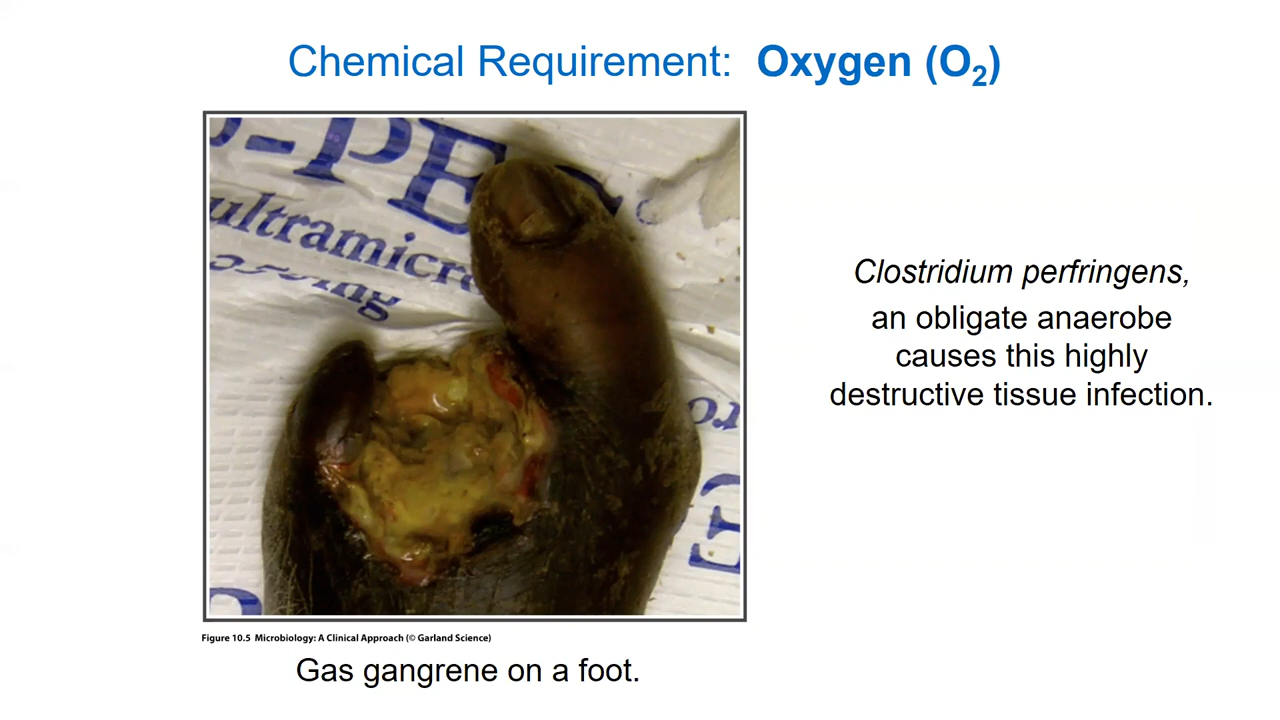 Chemical Requirement: Oxygen (O₂)
-PE
ultramicro
Clostridium perfringens,
an obligate anaerobe
causes this highly
destructive tissue infection.
Figure 10.5 Microbiology: A Clinical Approach (© Garland Science)
Gas gangrene on a foot.